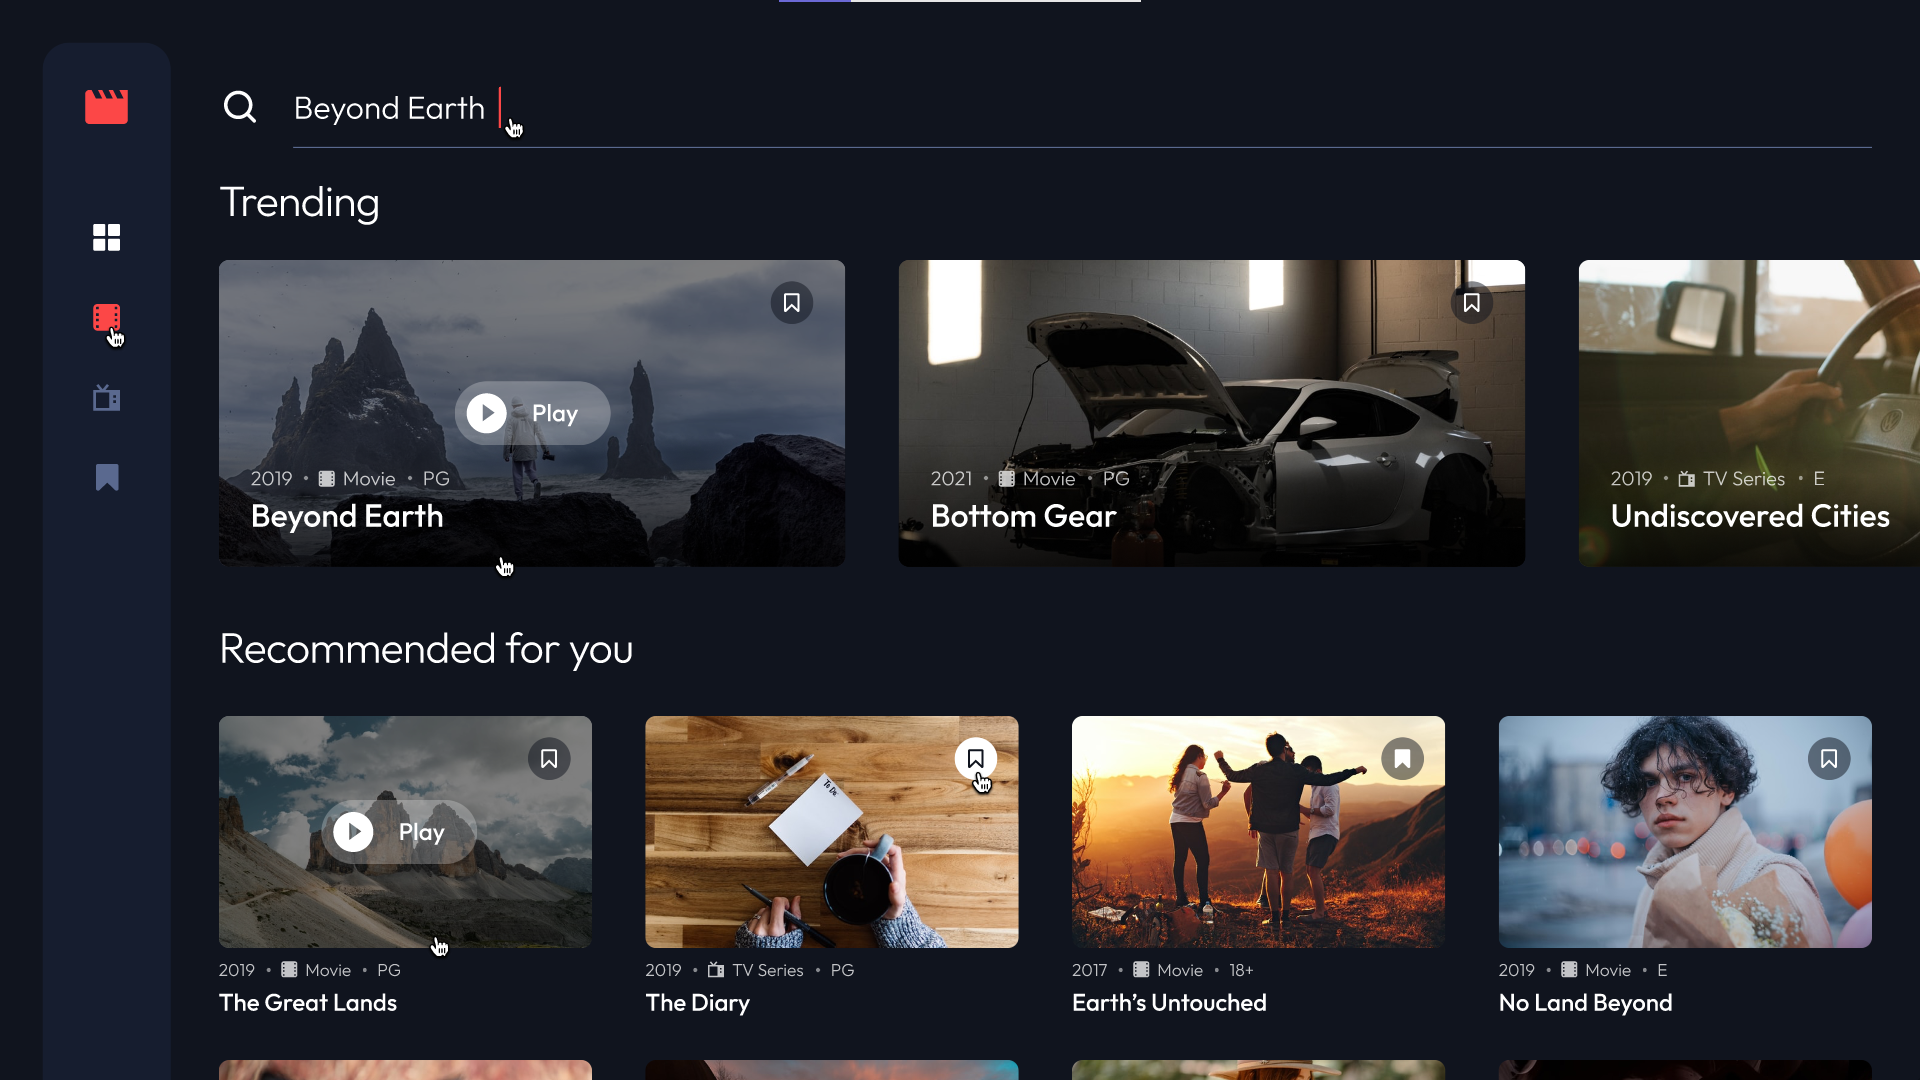 Beyond Earth
Trending
Play
2019 • Movie • PG
Beyond Earth
2021 • Movie • PG
Bottom Gear
2019 • TV Series • E
Undiscovered Cities
Recommended for you
Play
To Do
2019 • Movie • PG
The Great Lands
2019 • TV Series • PG
The Diary
2017 • Movie • 18+
Earth’s Untouched
2019 • Movie • E
No Land Beyond